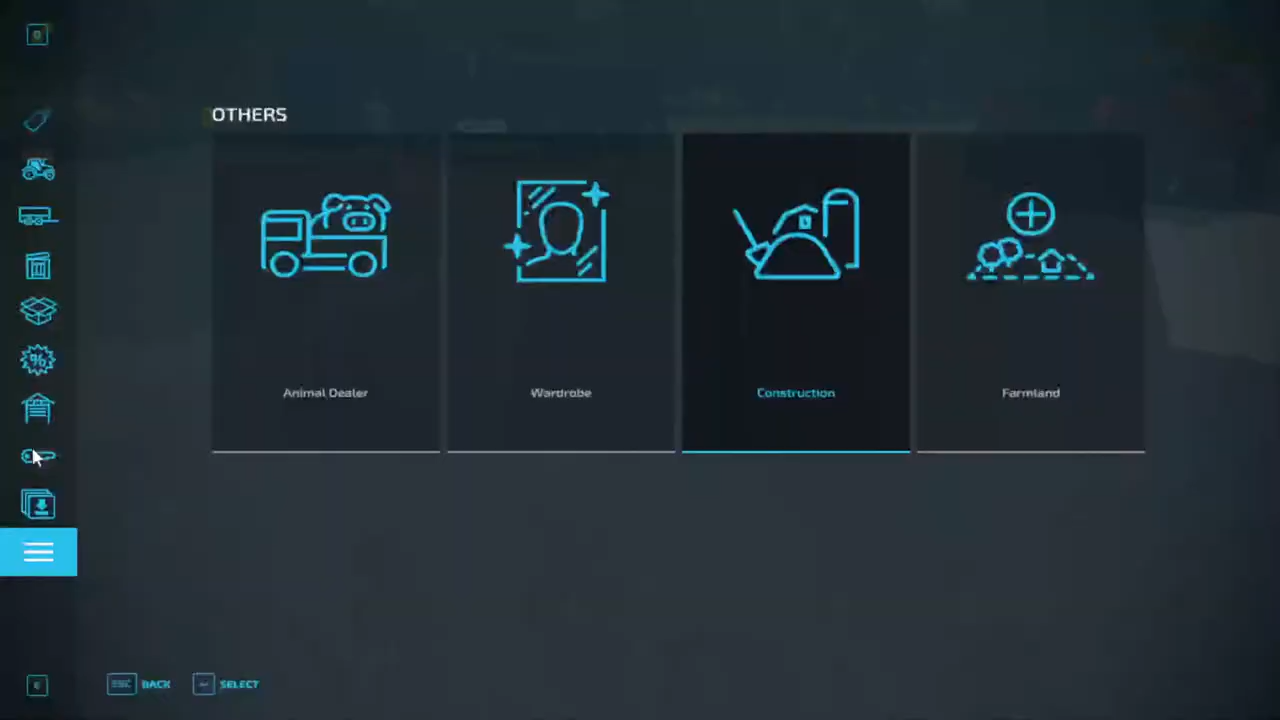 OTHERS
Animal Dealer
Wardrobe
Construction
Farmland
ESC BACK SELECT